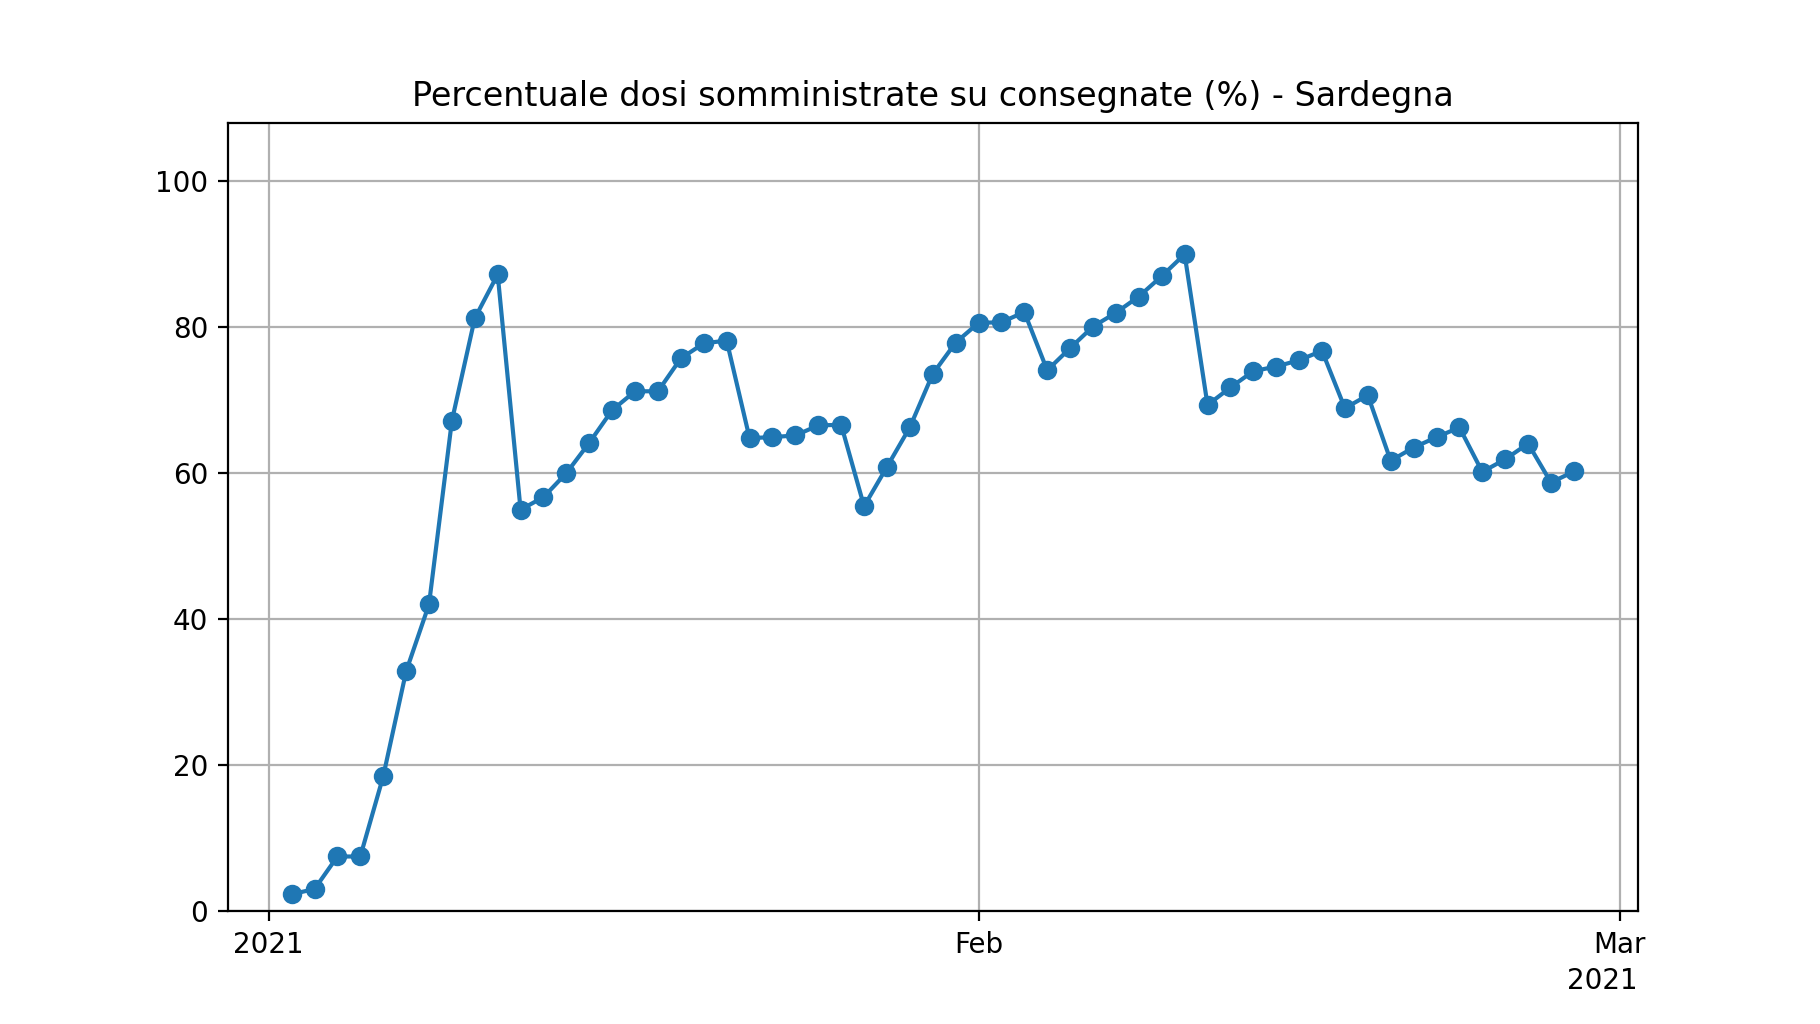 Percentuale dosi somministrate su consegnate (%) - Sardegna
100
80
60
40
20
0
2021
Feb
Mar
2021